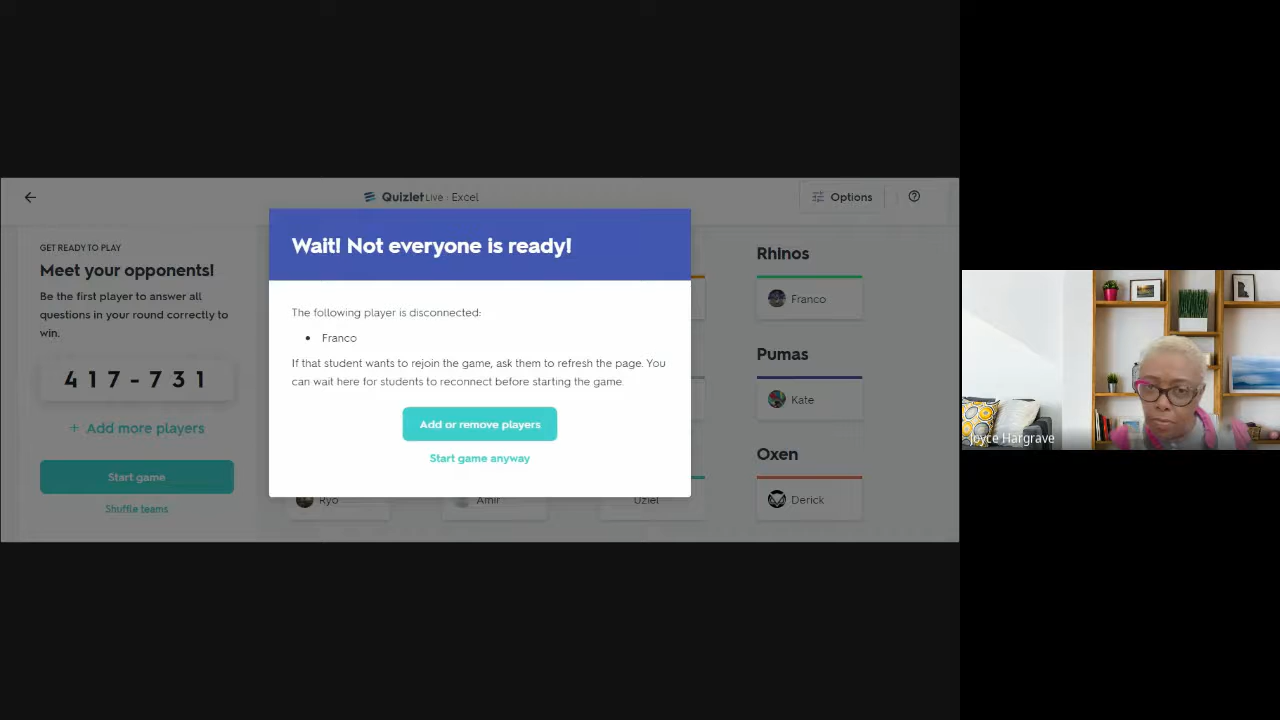 Quizlet Live : Excel
Options
GET READY TO PLAY
Meet your opponents!
Be the first player to answer all
questions in your round correctly to
win.
417-731
+ Add more players
Start game
Shuffle teams
Wait! Not everyone is ready!
The following player is disconnected:
• Franco
If that student wants to rejoin the game, ask them to refresh the page. You
can wait here for students to reconnect before starting the game.
Add or remove players
Start game anyway
Ryo
Amir
Uziel
Rhinos
Franco
Pumas
Kate
Oxen
Derick
Joyce Hargrave